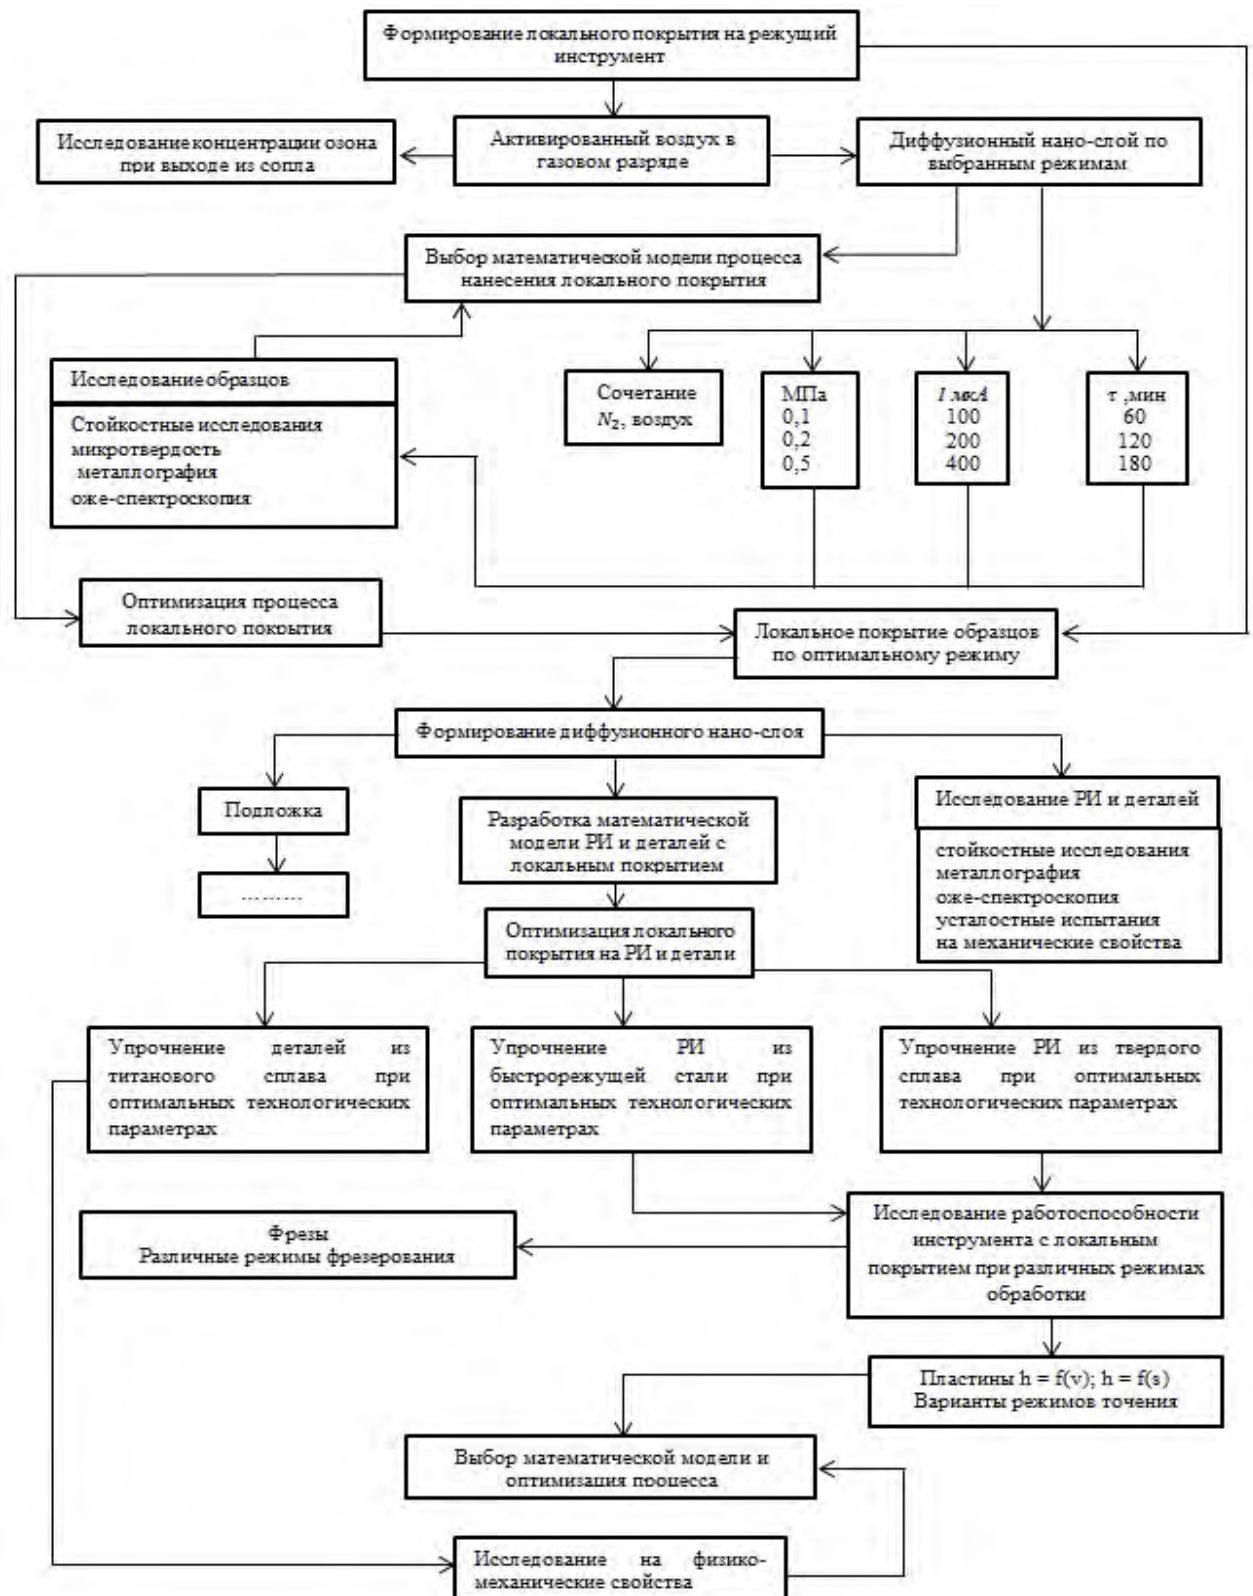 Формирование локального покрытия на режущий
инструмент
Исследование концентрации озона
при выходе из сопла
Активированный воздух в
газовом разряде
Диффузионный нано-слой по
выбранным режимам
Выбор математической модели процесса
нанесения локального покрытия
Исследование образцов
Стойкостные исследования
микротвердость
металлография
оже-спектроскопия
Сочетание
N₂, воздух
МПа
0,1
0,2
0,5
I мкА
100
200
400
τ ,мин
60
120
180
Оптимизация процесса
локального покрытия
Локальное покрытие образцов
по оптимальному режиму
Формирование диффузионного нано-слоя
Подложка
..........
Разработка математической
модели РИ и деталей с
локальным покрытием
Исследование РИ и деталей
стойкостные исследования
металлография
оже-спектроскопия
усталостные испытания
на механические свойства
Оптимизация локального
покрытия на РИ и детали
Упрочнение деталей из
титанового сплава при
оптимальных технологических
параметрах
Упрочнение РИ из
быстрорежущей стали при
оптимальных технологических
параметрах
Упрочнение РИ из твердого
сплава при оптимальных
технологических параметрах
Фрезы
Различные режимы фрезерования
Исследование работоспособности
инструмента с локальным
покрытием при различных режимах
обработки
Пластины h = f(v); h = f(s)
Варианты режимов точения
Выбор математической модели и
оптимизация процесса
Исследование на физико-
механические свойства